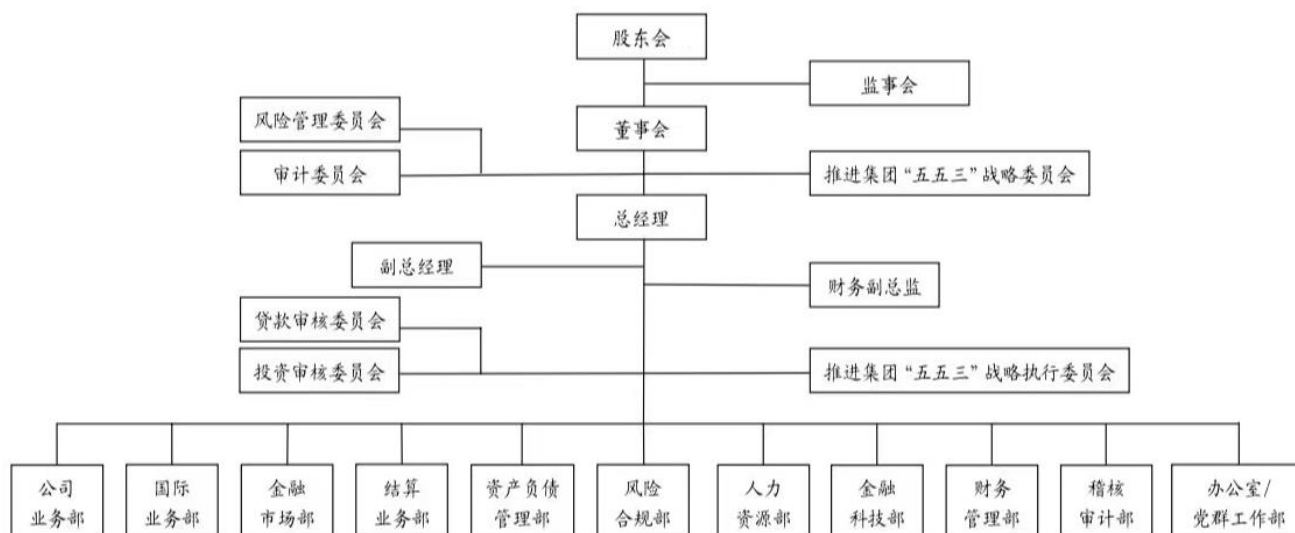 股东会
监事会
风险管理委员会
董事会
审计委员会
推进集团“五五三”战略委员会
总经理
副总经理
财务副总监
贷款审核委员会
投资审核委员会
推进集团“五五三”战略执行委员会
公司
业务部
国际
业务部
金融
市场部
结算
业务部
资产负债
管理部
风险
合规部
人力
资源部
金融
科技部
财务
管理部
稽核
审计部
办公室/
党群工作部